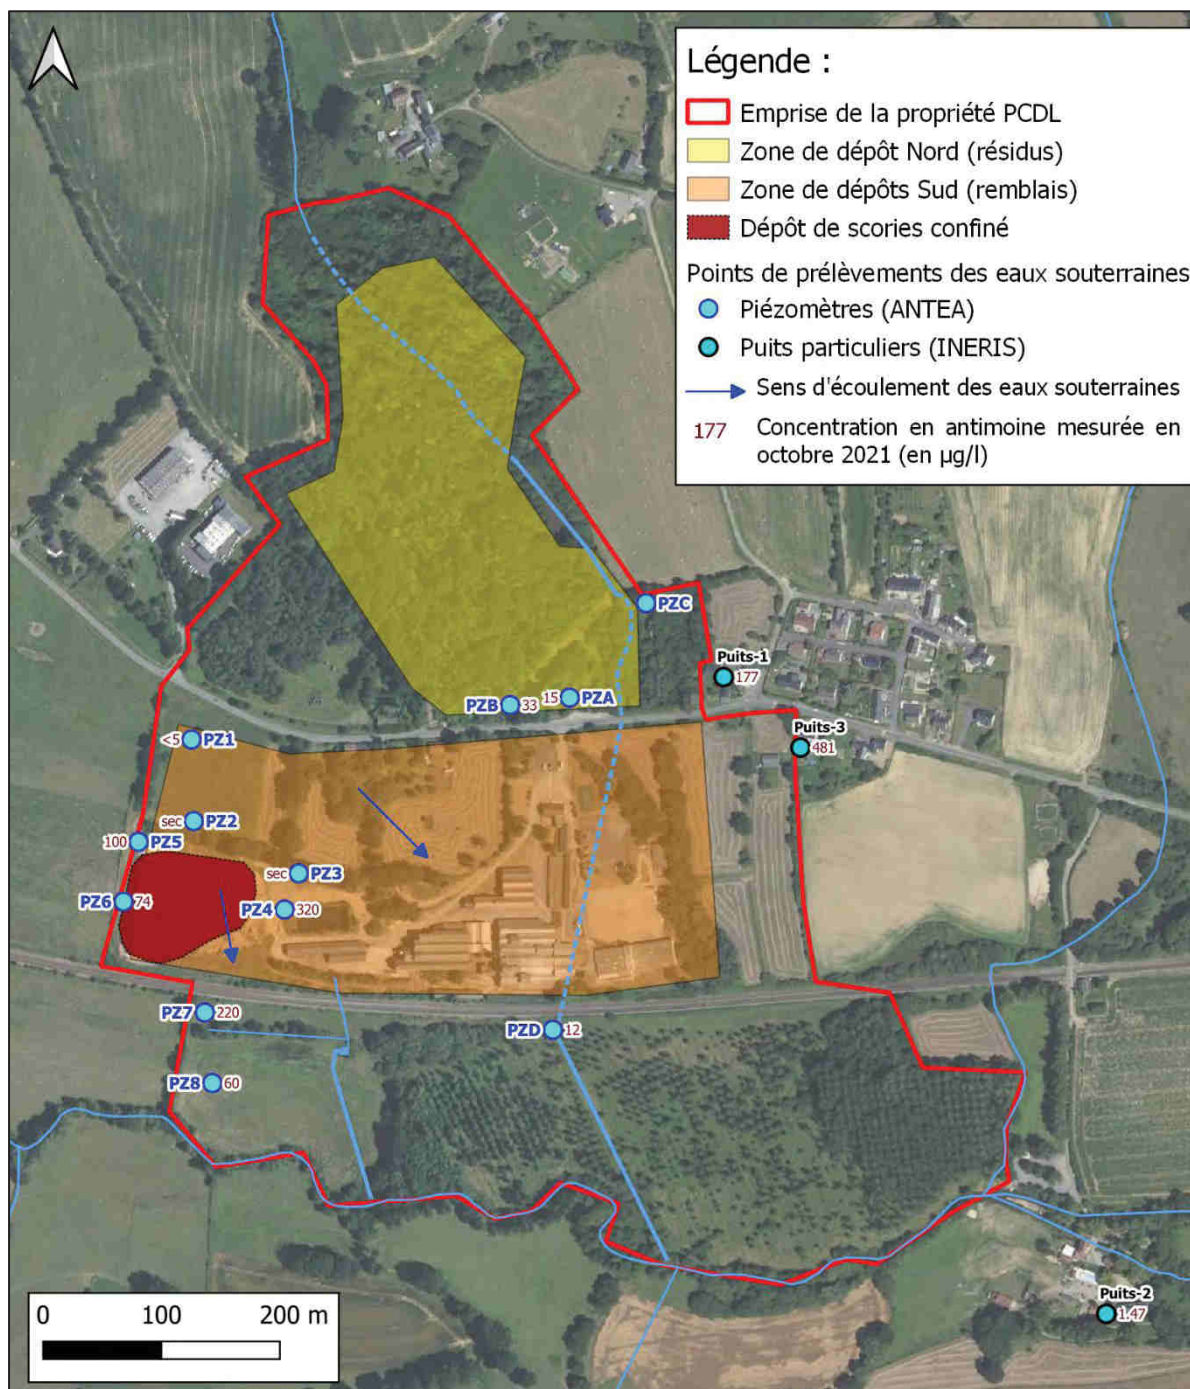 Légende :
Emprise de la propriété PCDL
Zone de dépôt Nord (résidus)
Zone de dépôts Sud (remblais)
Dépôt de scories confiné
Points de prélèvements des eaux souterraines
Piézomètres (ANTEA)
Puits particuliers (INERIS)
Sens d'écoulement des eaux souterraines
177 Concentration en antimoine mesurée en
octobre 2021 (en µg/l)
PZC
Puits-1
177
15 PZA
PZB 33
<5 PZ1
Puits-3
481
sec PZ2
100 PZ5
sec PZ3
PZ6 74
PZ4 320
PZ7 220
PZD 12
PZ8 60
Puits-2
1,47
0 100 200 m